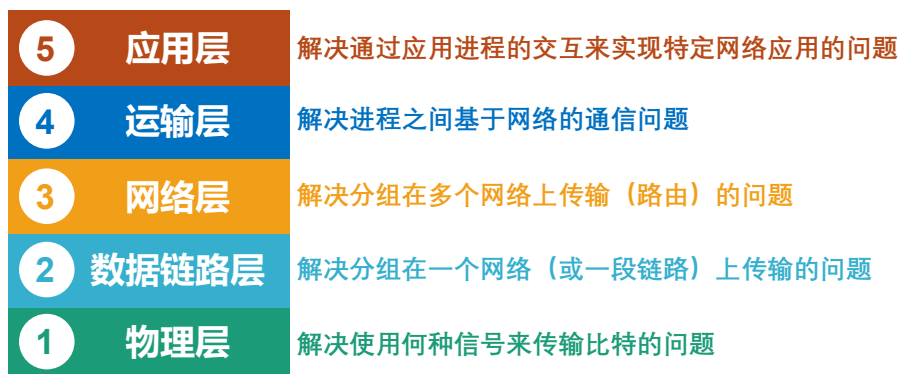 5 应用层 解决通过应用进程的交互来实现特定网络应用的问题
4 运输层 解决进程之间基于网络的通信问题
3 网络层 解决分组在多个网络上传输（路由）的问题
2 数据链路层 解决分组在一个网络（或一段链路）上传输的问题
1 物理层 解决使用何种信号来传输比特的问题